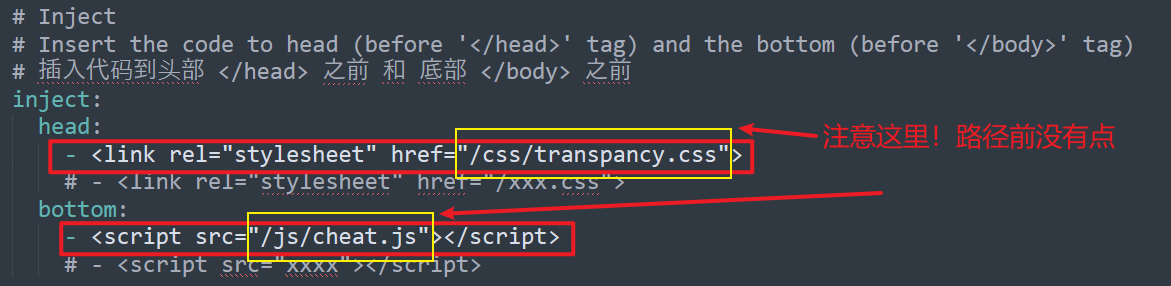 # Inject
# Insert the code to head (before '</head>' tag) and the bottom (before '</body>' tag)
# 插入代码到头部 </head> 之前 和 底部 </body> 之前
inject:
head:
- <link rel="stylesheet" href="/css/transpancy.css">
注意这里！路径前没有点
# - <link rel="stylesheet" href="/xxx.css">
bottom:
- <script src="/js/cheat.js"></script>
# - <script src="xxxx"></script>